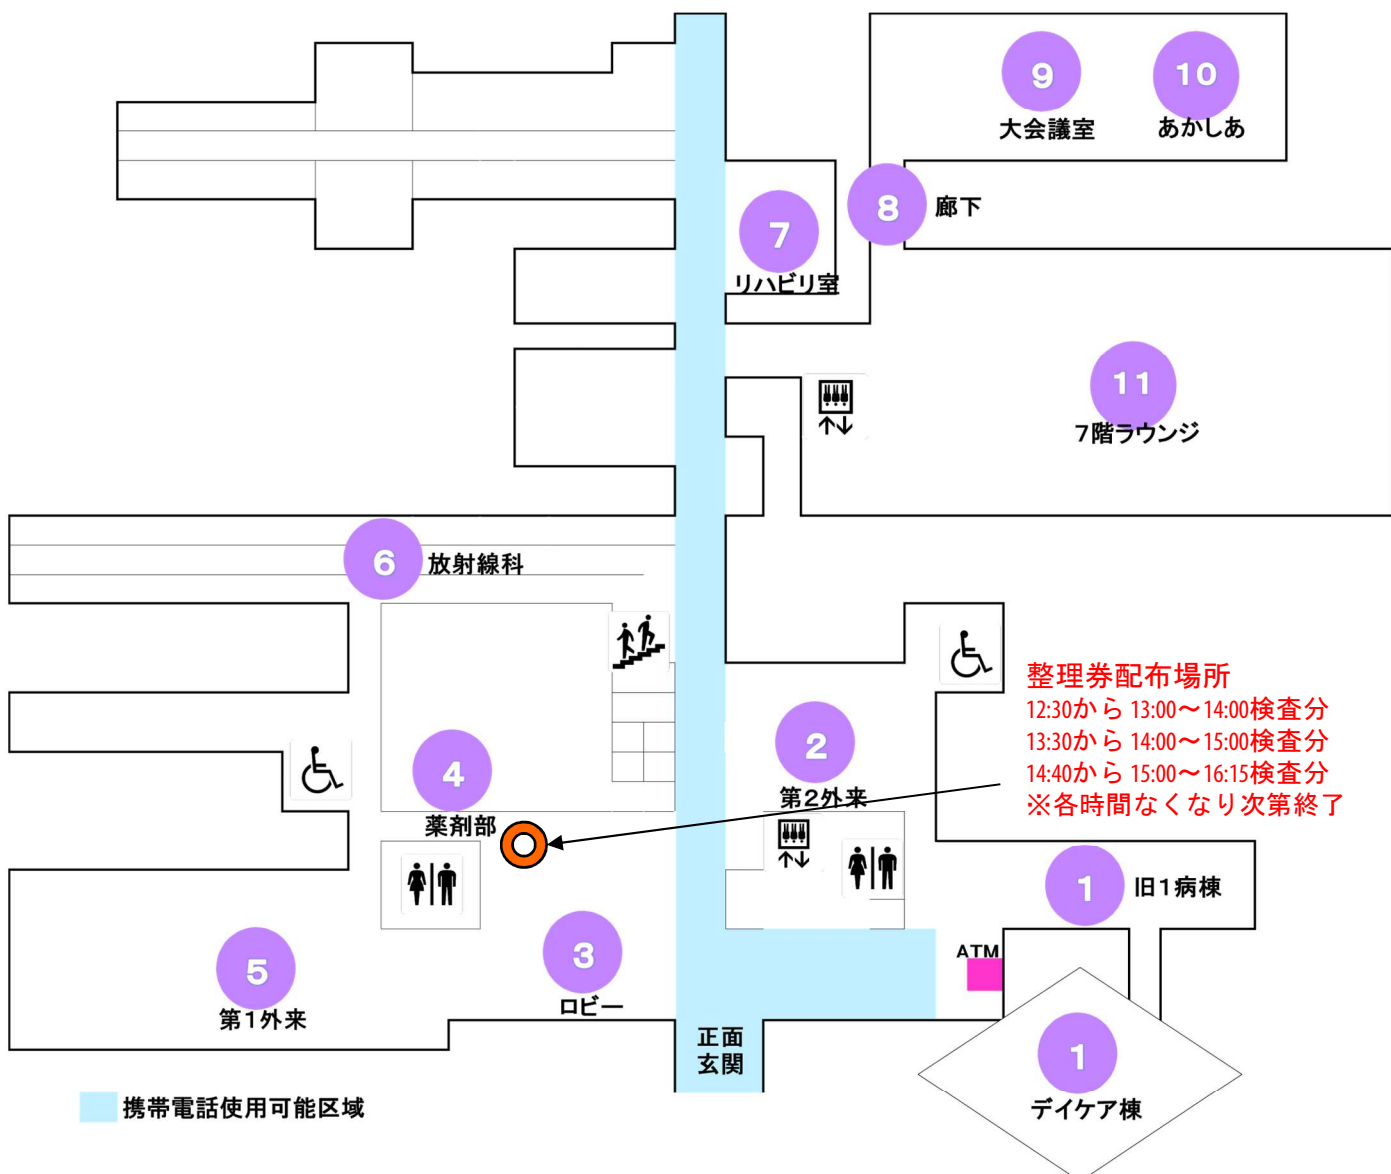 9
大会議室
10
あかしあ
8
廊下
7
リハビリ室
11
7階ラウンジ
6
放射線科
整理券配布場所
12:30から 13:00～14:00検査分
13:30から 14:00～15:00検査分
14:40から 15:00～16:15検査分
※各時間なくなり次第終了
2
第2外来
4
薬剤部
1
旧1病棟
3
ロビー
5
第1外来
ATM
正面
玄関
1
デイケア棟
携帯電話使用可能区域